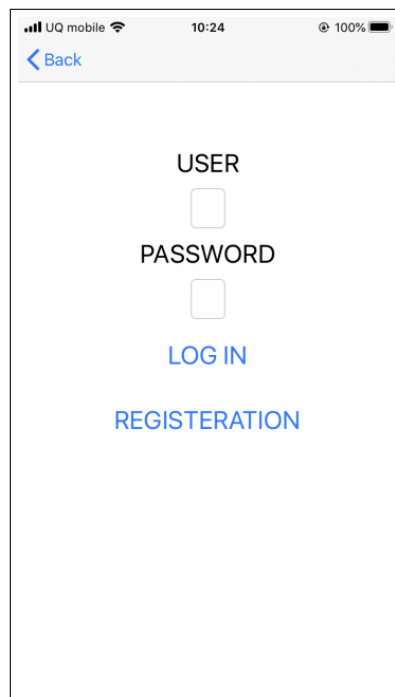 UQ mobile 10:24 100%
Back
USER
PASSWORD
LOG IN
REGISTERATION